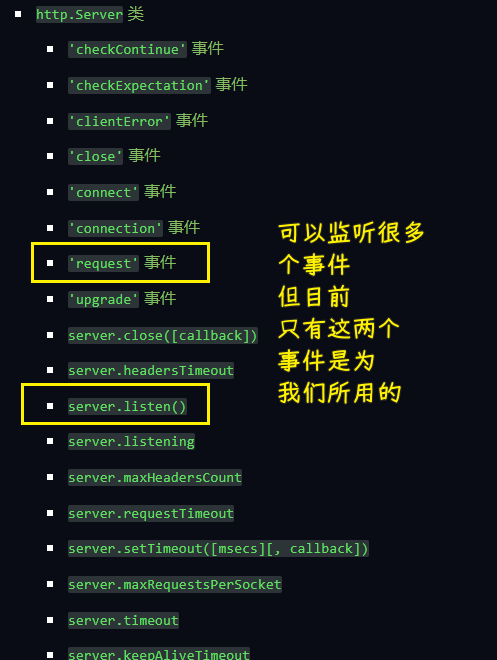 http.Server 类
'checkContinue' 事件
'checkExpectation' 事件
'clientError' 事件
'close' 事件
'connect' 事件
'connection' 事件
'request' 事件
'upgrade' 事件
server.close([callback])
server.headersTimeout
server.listen()
server.listening
server.maxHeadersCount
server.requestTimeout
server.setTimeout([msecs][, callback])
server.maxRequestsPerSocket
server.timeout
server.keepAliveTimeout
可以监听很多
个事件
但目前
只有这两个
事件是为
我们所用的